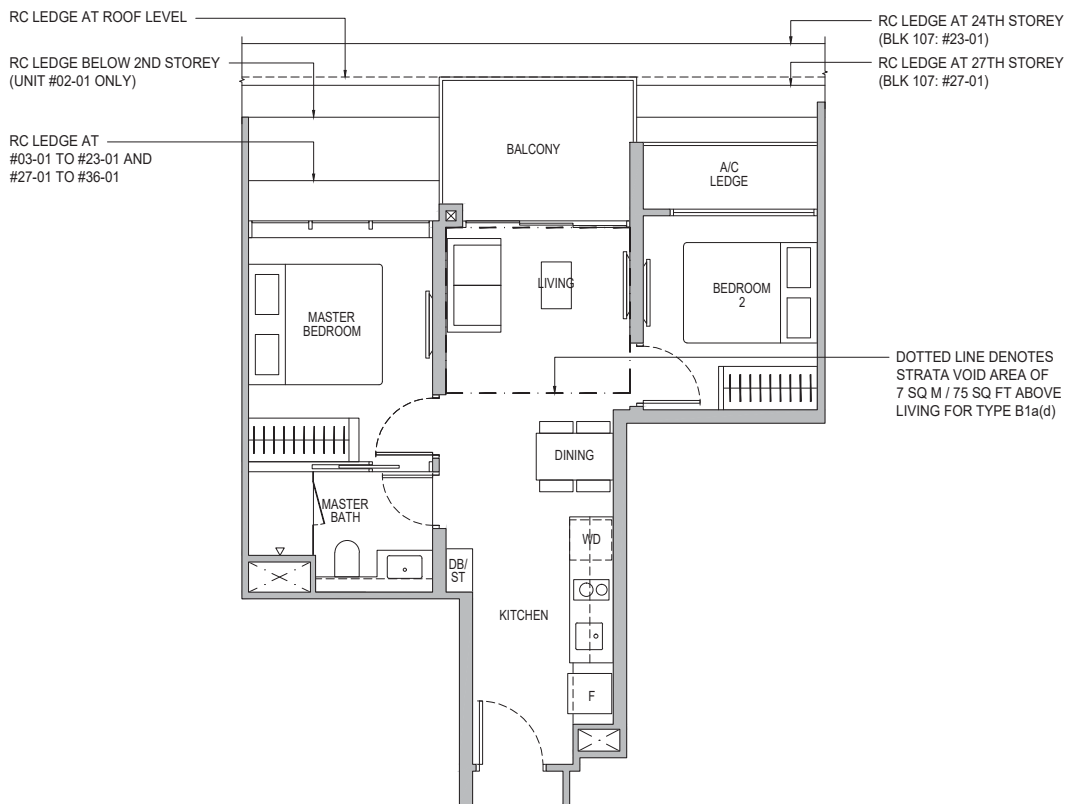 RC LEDGE AT ROOF LEVEL
RC LEDGE BELOW 2ND STOREY
(UNIT #02-01 ONLY)
RC LEDGE AT
#03-01 TO #23-01 AND
#27-01 TO #36-01
RC LEDGE AT 24TH STOREY
(BLK 107: #23-01)
RC LEDGE AT 27TH STOREY
(BLK 107: #27-01)
BALCONY
A/C
LEDGE
LIVING
BEDROOM
2
MASTER
BEDROOM
DOTTED LINE DENOTES
STRATA VOID AREA OF
7 SQ M / 75 SQ FT ABOVE
LIVING FOR TYPE B1a(d)
DINING
MASTER
BATH
WD
DB/
ST
KITCHEN
F